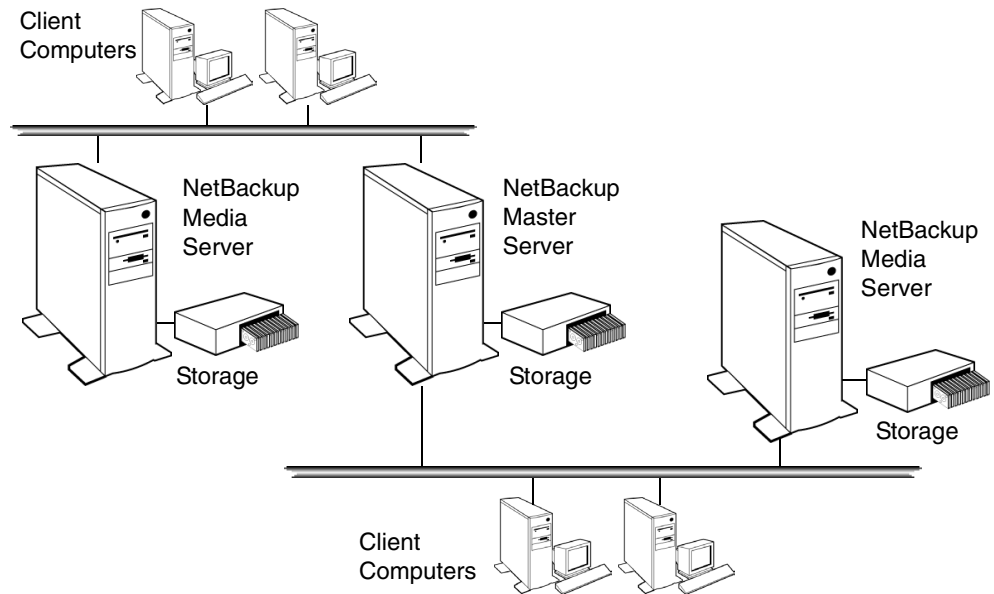 Client
Computers
NetBackup
Media
Server
Storage
NetBackup
Master
Server
Storage
NetBackup
Media
Server
Storage
Client
Computers